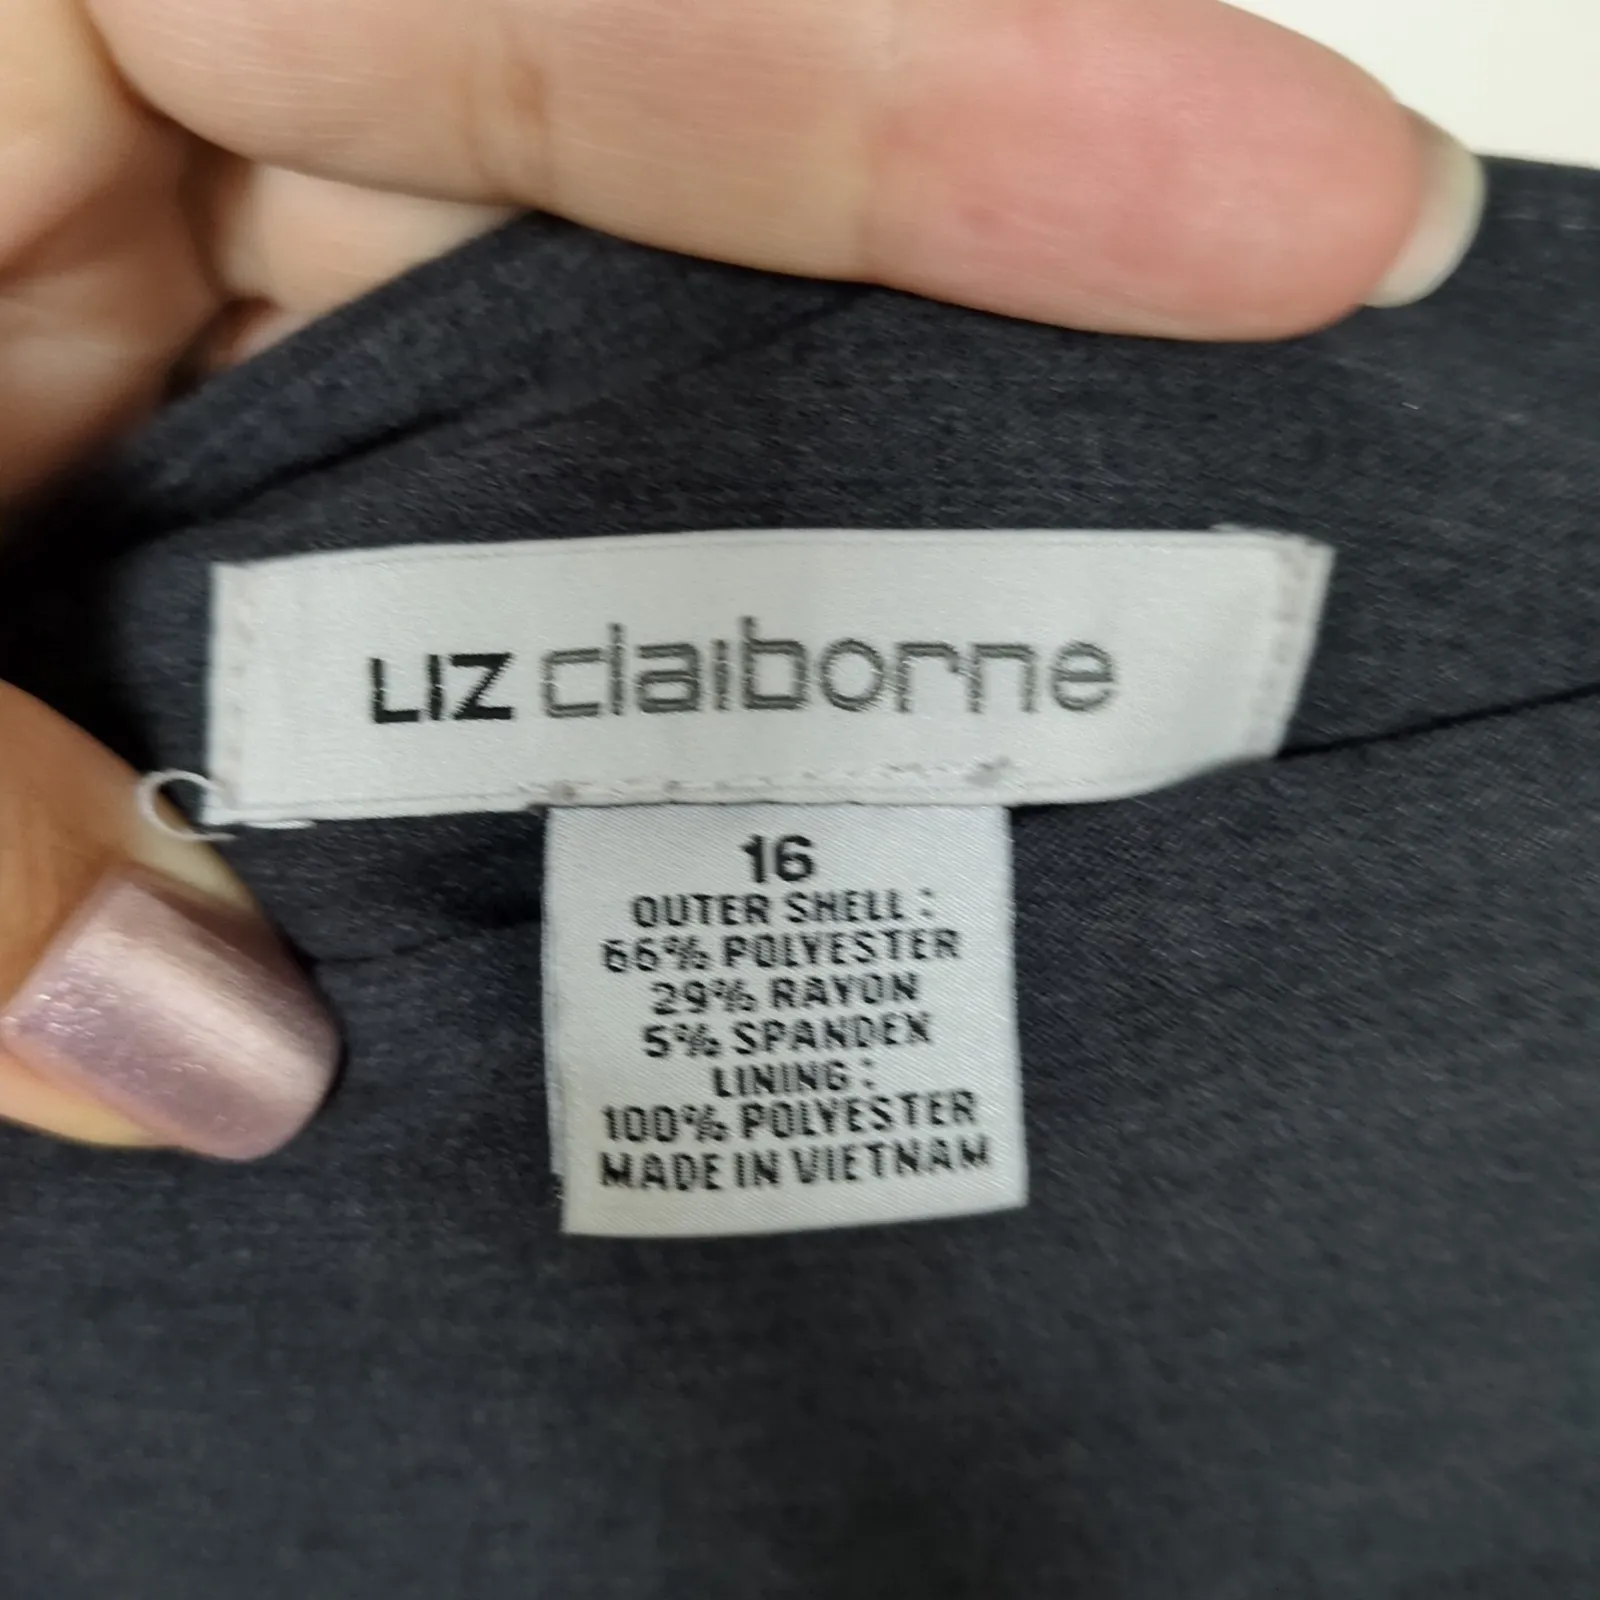 LIZ claiborne
16
OUTER SHELL :
66% POLYESTER
29% RAYON
5% SPANDEX
LINING :
100% POLYESTER
MADE IN VIETNAM